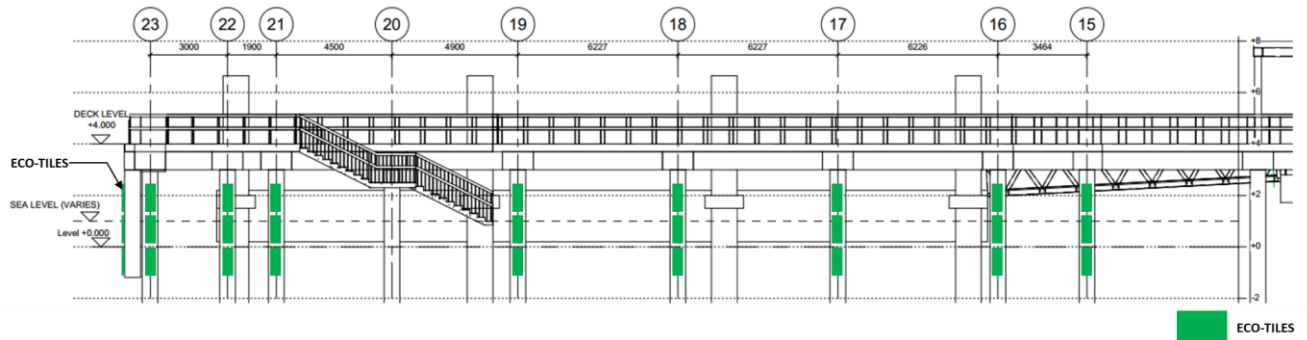 23 22 21 20 19 18 17 16 15
3000 1900 4500 4900 6227 6227 6226 3464
+8
+6
DECK LEVEL
+4.000
+4
ECO-TILES
+2
SEA LEVEL (VARIES)
Level +0.000
+0
-2
ECO-TILES